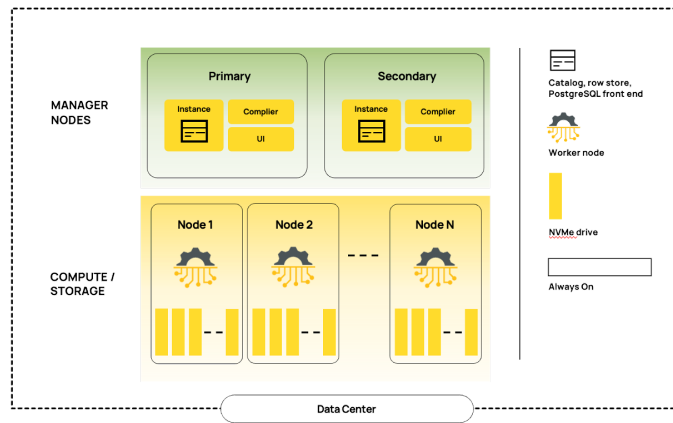 MANAGER
NODES
Primary
Instance
Complier
UI
Secondary
Instance
Complier
UI
COMPUTE /
STORAGE
Node 1
Node 2
Node N
Catalog, row store,
PostgreSQL front end
Worker node
NVMe drive
Always On
Data Center